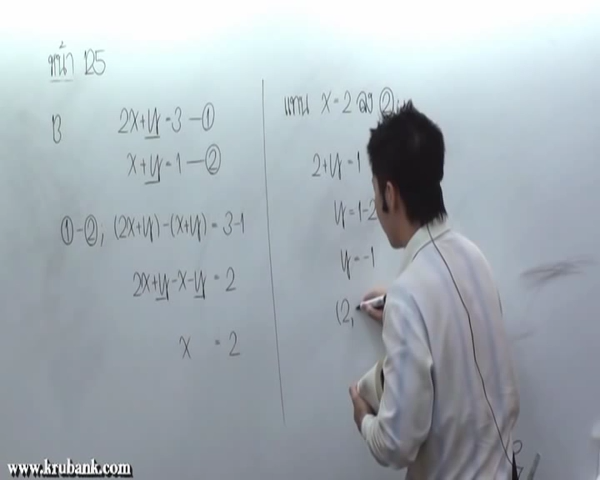 หน้า 125
13 2x+y=3—①
x+y=1—②
①-②; (2x+y)-(x+y)=3-1
2x+y-x-y=2
x = 2
แทน x=2 ลง ②
2+y=1
y=1-2
y=-1
(2,
www.krubank.com